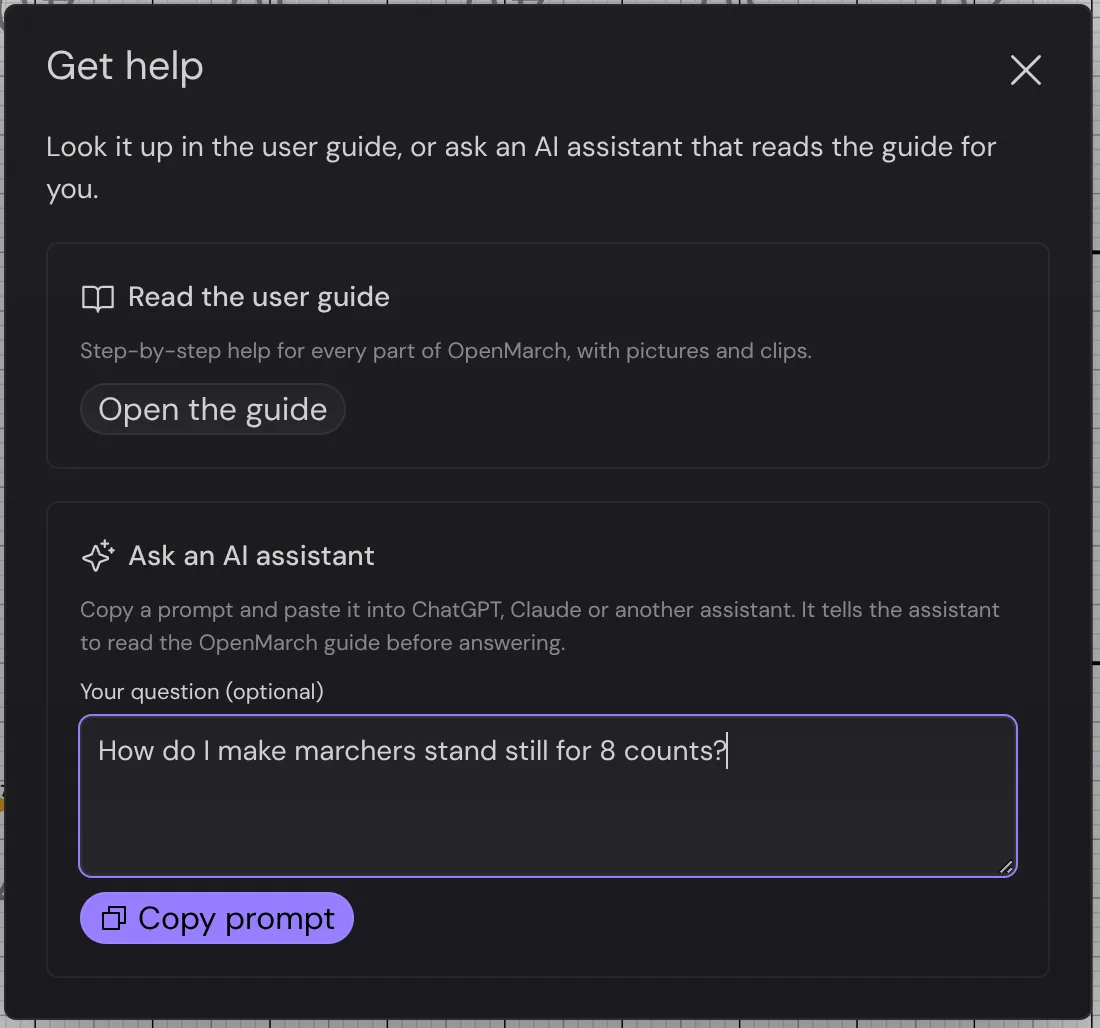 Get help
Look it up in the user guide, or ask an AI assistant that reads the guide for
you.
Read the user guide
Step-by-step help for every part of OpenMarch, with pictures and clips.
Open the guide
Ask an AI assistant
Copy a prompt and paste it into ChatGPT, Claude or another assistant. It tells the assistant
to read the OpenMarch guide before answering.
Your question (optional)
How do I make marchers stand still for 8 counts?
Copy prompt